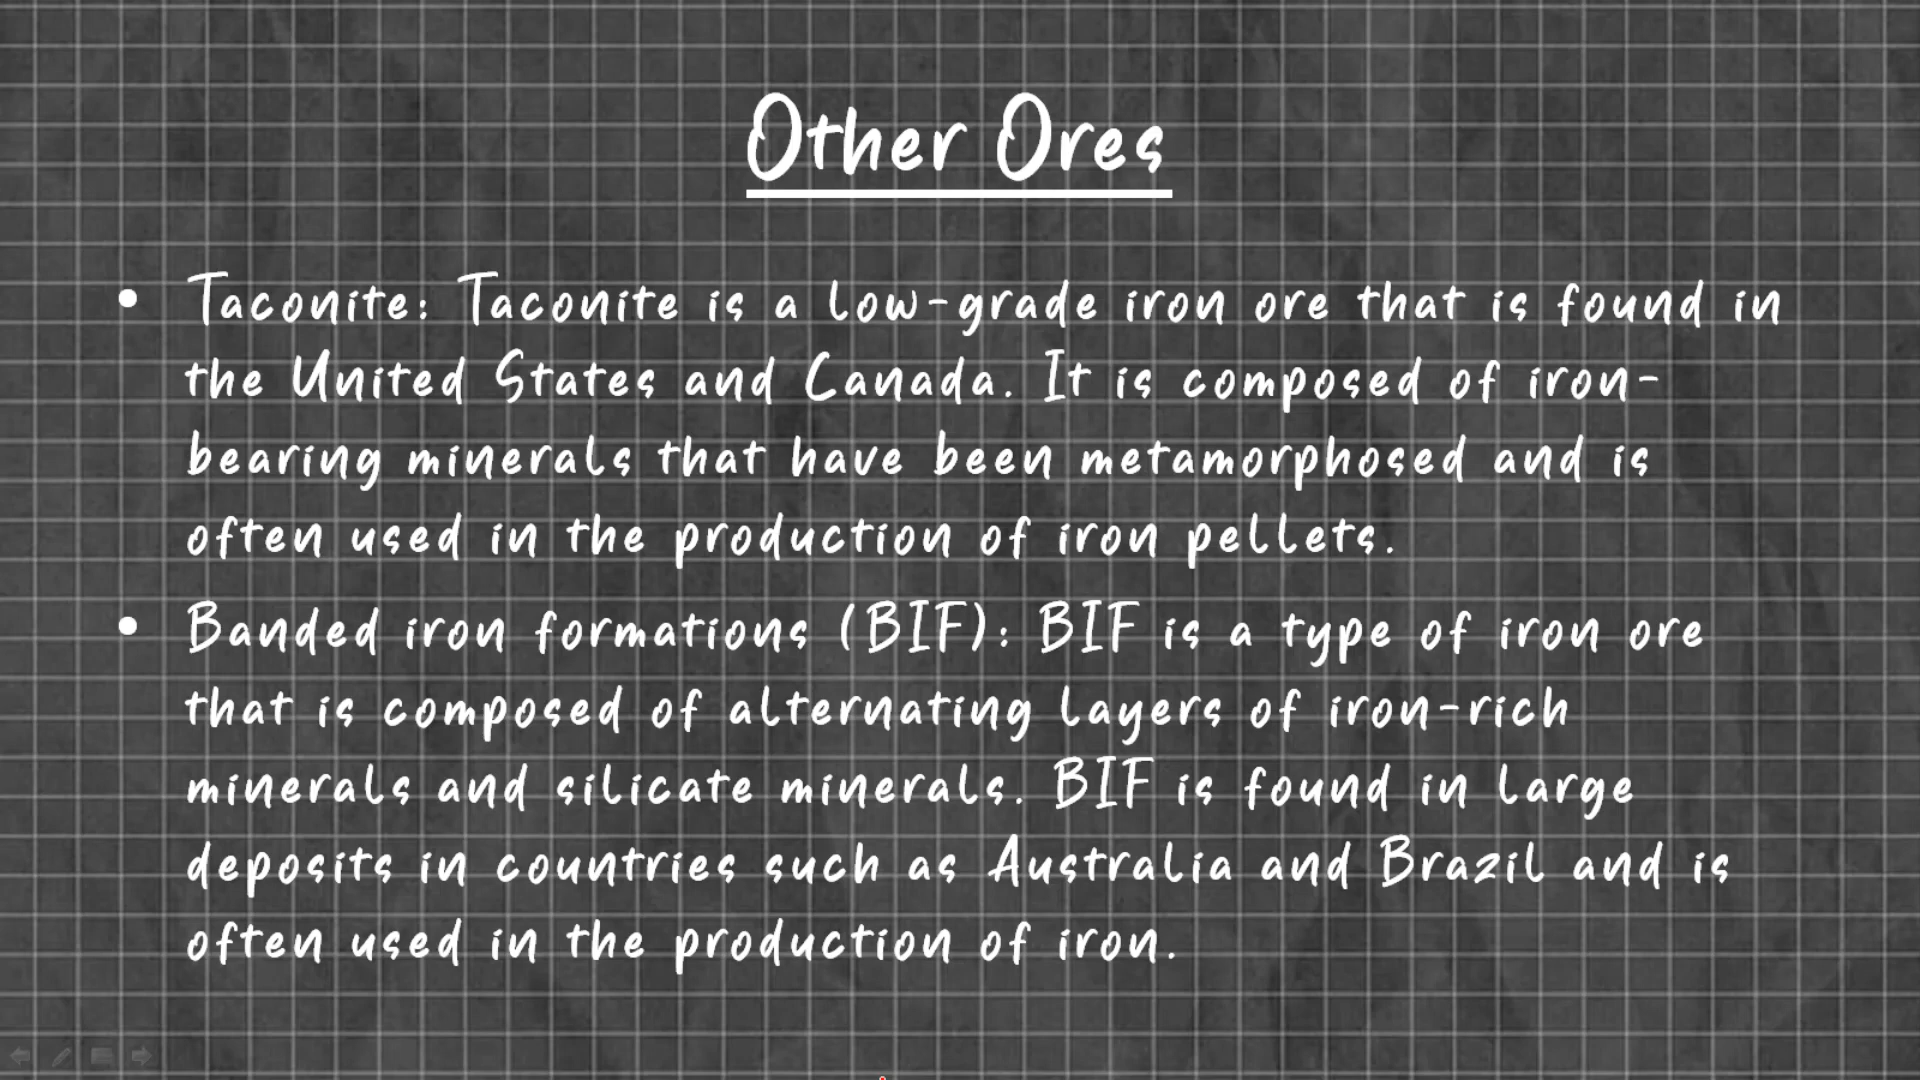 Other Ores
• Taconite: Taconite is a low-grade iron ore that is found in
the United States and Canada. It is composed of iron-
bearing minerals that have been metamorphosed and is
often used in the production of iron pellets.
• Banded iron formations (BIF): BIF is a type of iron ore
that is composed of alternating layers of iron-rich
minerals and silicate minerals. BIF is found in large
deposits in countries such as Australia and Brazil and is
often used in the production of iron.